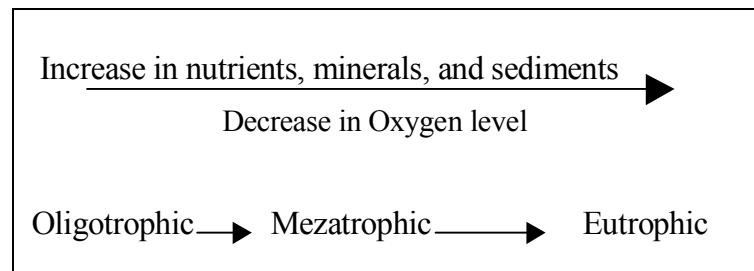 Increase in nutrients, minerals, and sediments
Decrease in Oxygen level
Oligotrophic Mezatrophic Eutrophic